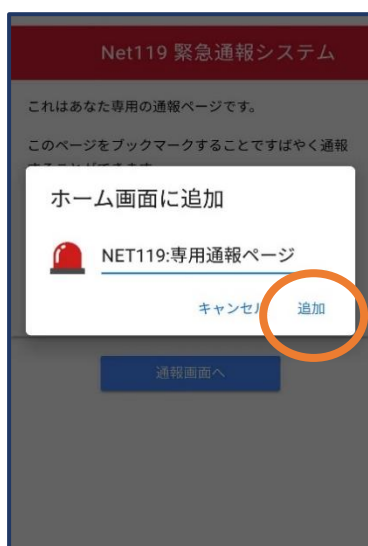 Net119 緊急通報システム
これはあなた専用の通報ページです。
このページをブックマークすることですばやく通報
ホーム画面に追加
NET119:専用通報ページ
キャンセル 追加
通報画面へ